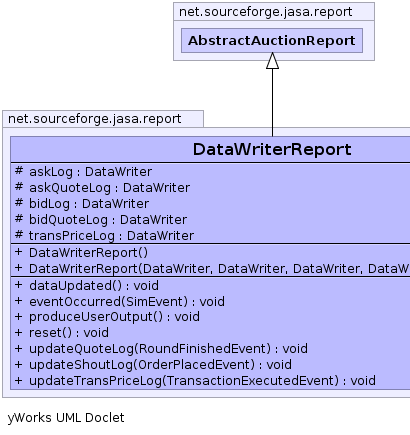 net.sourceforge.jasa.report
AbstractAuctionReport
net.sourceforge.jasa.report
DataWriterReport
# askLog : DataWriter
# askQuoteLog : DataWriter
# bidLog : DataWriter
# bidQuoteLog : DataWriter
# transPriceLog : DataWriter
+ DataWriterReport()
+ DataWriterReport(DataWriter, DataWriter, DataWriter, DataW
+ dataUpdated() : void
+ eventOccurred(SimEvent) : void
+ produceUserOutput() : void
+ reset() : void
+ updateQuoteLog(RoundFinishedEvent) : void
+ updateShoutLog(OrderPlacedEvent) : void
+ updateTransPriceLog(TransactionExecutedEvent) : void
yWorks UML Doclet